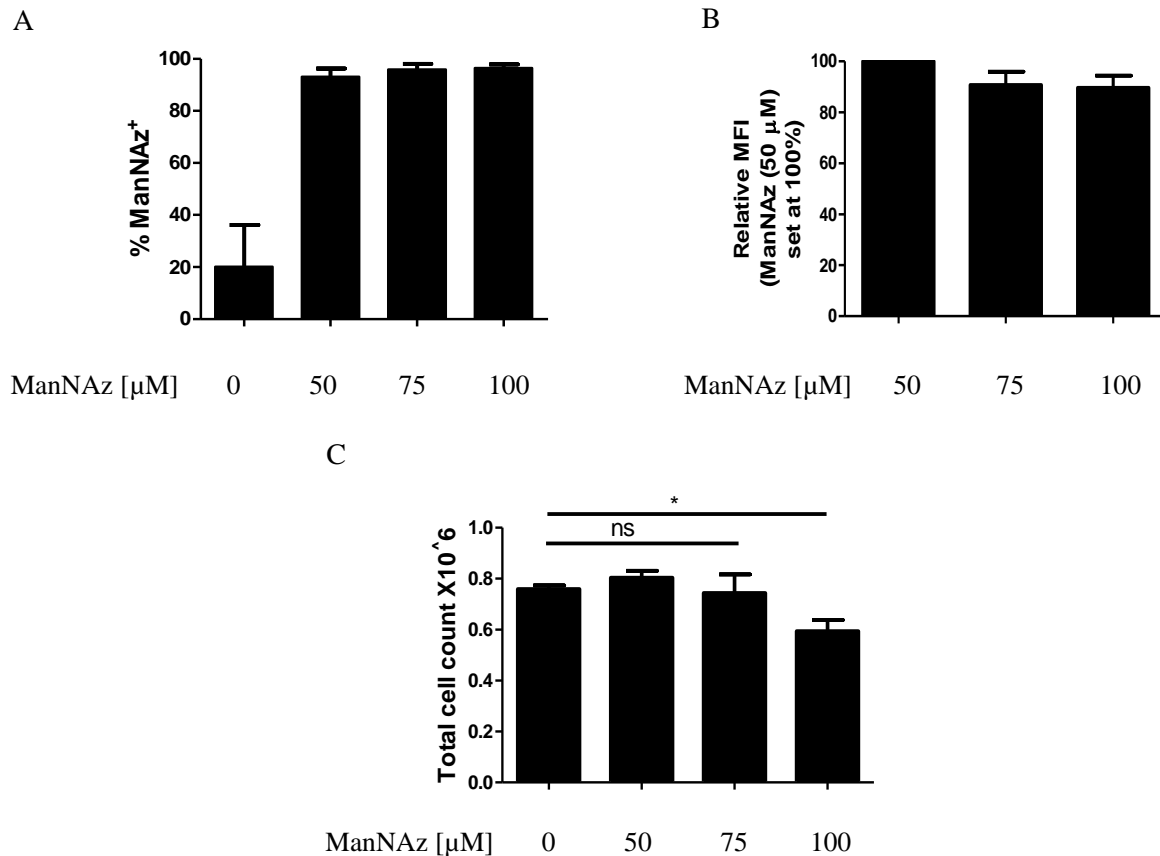 A
% ManNAz⁺
100
80
60
40
20
0
ManNAz [µM] 0 50 75 100
B
Relative MFI
(ManNAz (50 µM)
set at 100%)
100
80
60
40
20
0
ManNAz [µM] 50 75 100
C
*
ns
Total cell count X10^6
1.0
0.8
0.6
0.4
0.2
0.0
ManNAz [µM] 0 50 75 100